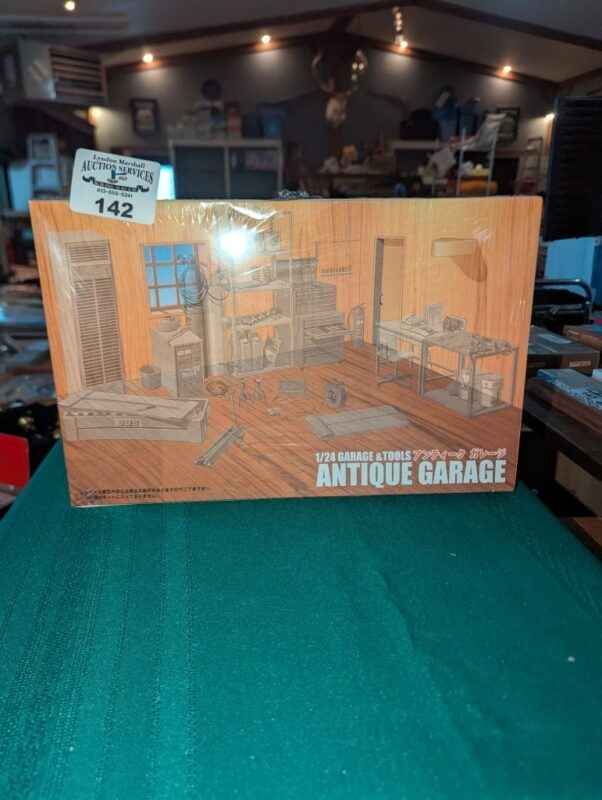 Lyndon Marshall
AUCTION SERVICES
142
1/24 GARAGE & TOOLS アンティーク ガレージ
ANTIQUE GARAGE